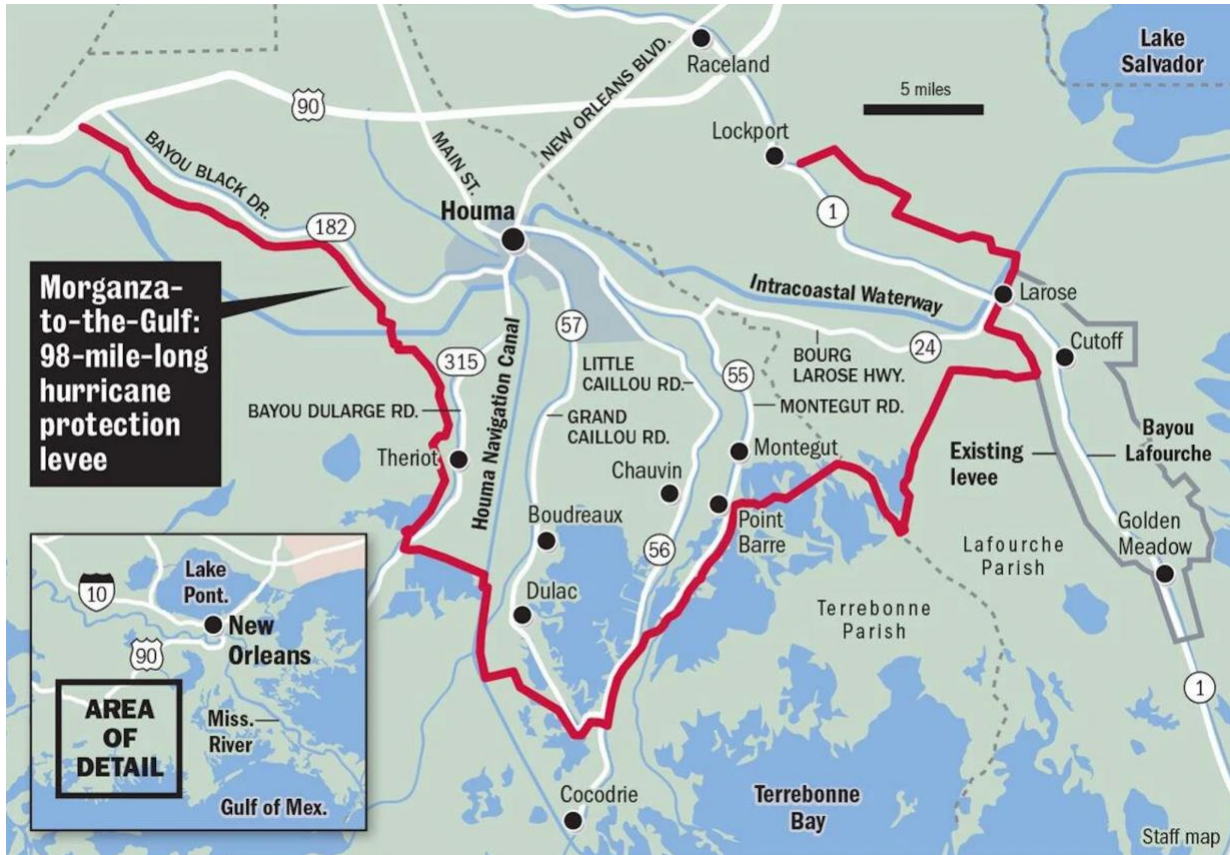 Lake
Salvador
Raceland
90
5 miles
NEW ORLEANS BLVD.
Lockport
MAIN ST.
BAYOU BLACK DR.
Houma
1
182
Morganza-
to-the-Gulf:
98-mile-long
hurricane
protection
levee
Intracoastal Waterway
Larose
57
Cutoff
315
24
BOURG
LAROSE HWY.
LITTLE
CAILLOU RD.
55
BAYOU DULARGE RD.
GRAND
CAILLOU RD.
MONTEGUT RD.
Houma Navigation Canal
Theriot
Montegut
Existing
levee
Bayou
Lafourche
Chauvin
Point
Barre
Boudreaux
56
Golden
Meadow
Lafourche
Parish
Dulac
Terrebonne
Parish
1
Lake
Pont.
10
New
Orleans
90
AREA
OF
DETAIL
Miss.
River
Gulf of Mex.
Cocodrie
Terrebonne
Bay
Staff map